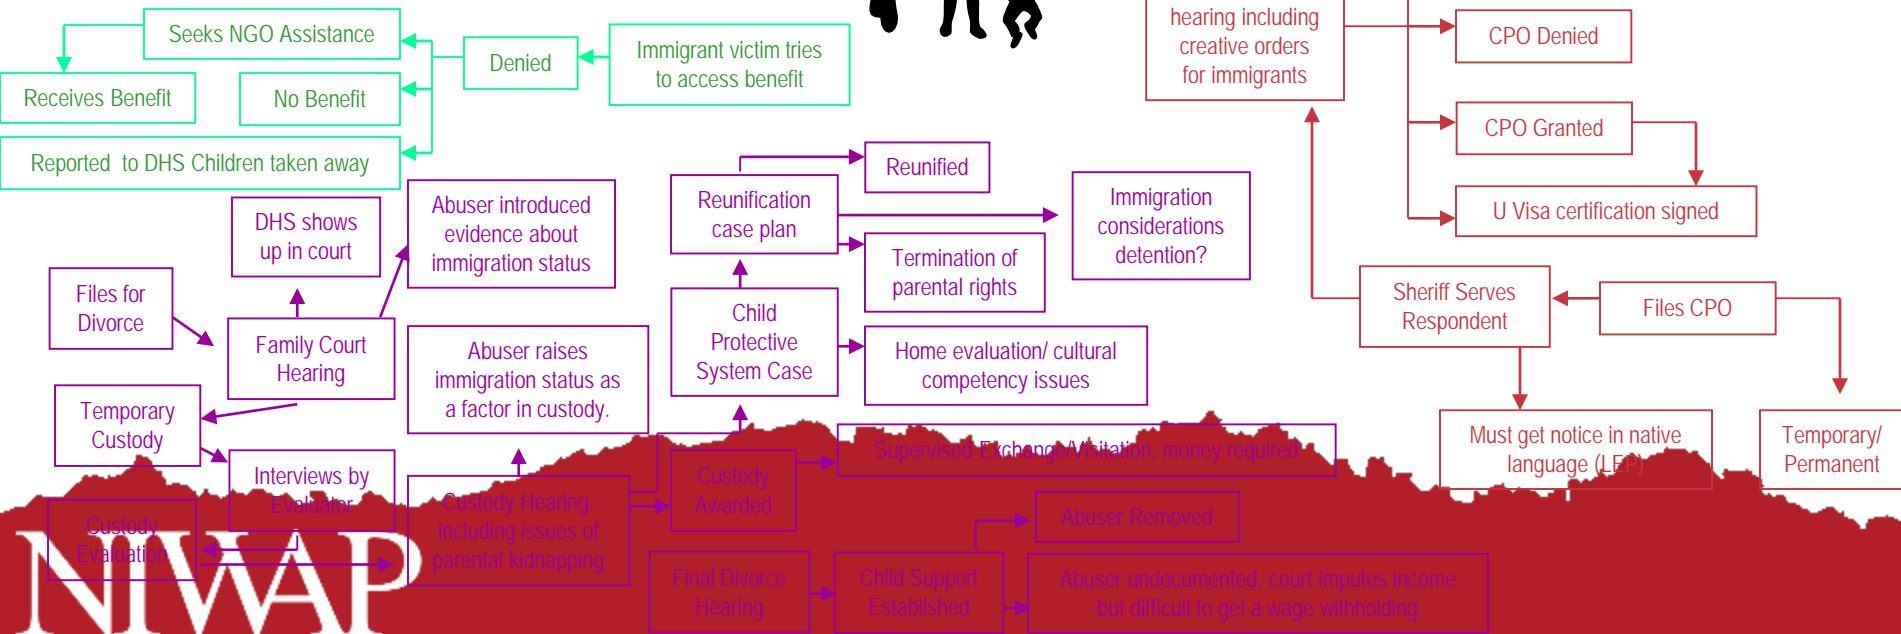 Seeks NGO Assistance
Denied
Immigrant victim tries
to access benefit
Receives Benefit
No Benefit
Reported to DHS Children taken away
hearing including
creative orders
for immigrants
CPO Denied
CPO Granted
U Visa certification signed
Sheriff Serves
Respondent
Files CPO
Must get notice in native
language (LEP)
Temporary/
Permanent
Files for
Divorce
DHS shows
up in court
Abuser introduced
evidence about
immigration status
Family Court
Hearing
Temporary
Custody
Interviews by
Evaluator
Custody
Evaluation
Abuser raises
immigration status as
a factor in custody.
Custody Hearing,
including issues of
parental kidnapping
Reunification
case plan
Reunified
Immigration
considerations
detention?
Termination of
parental rights
Child
Protective
System Case
Home evaluation/ cultural
competency issues
Custody
Awarded
Supervised Exchange/Visitation, money required
Abuser Removed
Final Divorce
Hearing
Child Support
Established
Abuser undocumented, court imputes income
but difficult to get a wage withholding
NIWAP